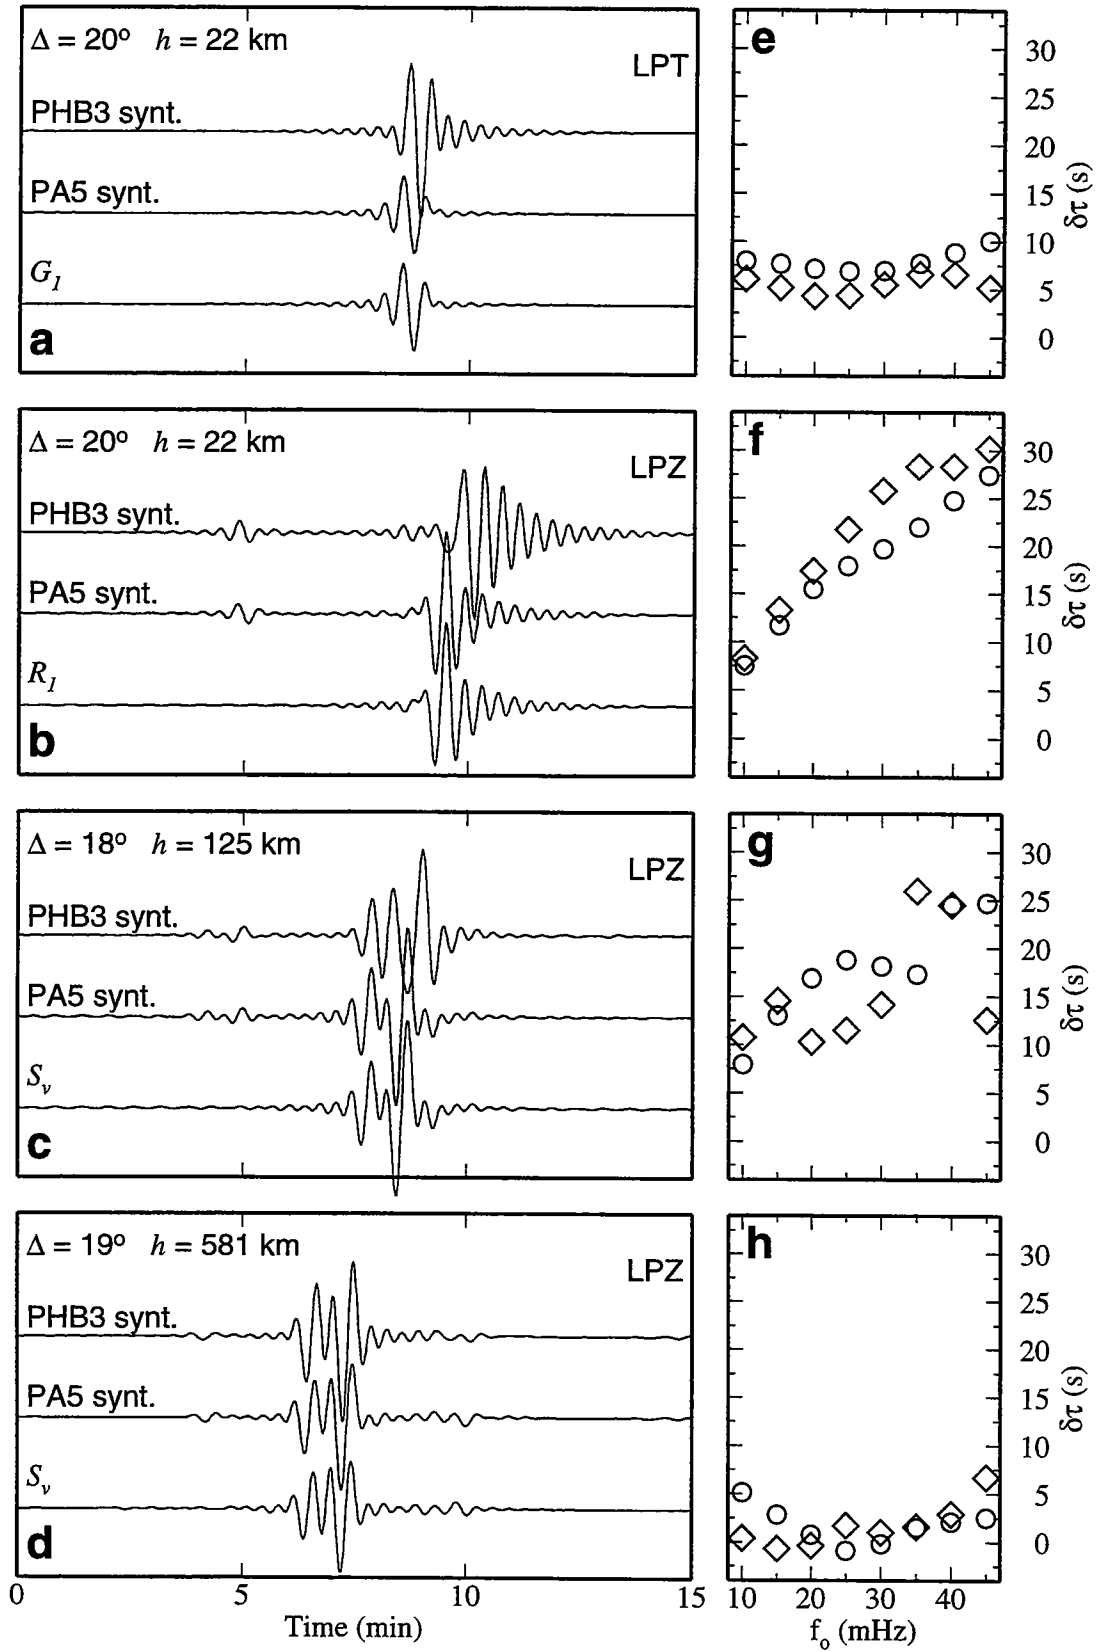 Δ = 20º h = 22 km
LPT
PHB3 synt.
PA5 synt.
G1
a
e
30
25
20
15
10
5
0
δτ (s)
Δ = 20º h = 22 km
LPZ
PHB3 synt.
PA5 synt.
R1
b
f
30
25
20
15
10
5
0
δτ (s)
Δ = 18º h = 125 km
LPZ
PHB3 synt.
PA5 synt.
Sv
c
g
30
25
20
15
10
5
0
δτ (s)
Δ = 19º h = 581 km
LPZ
PHB3 synt.
PA5 synt.
Sv
d
h
30
25
20
15
10
5
0
δτ (s)
0 5 10 15
Time (min)
10 20 30 40
fo (mHz)